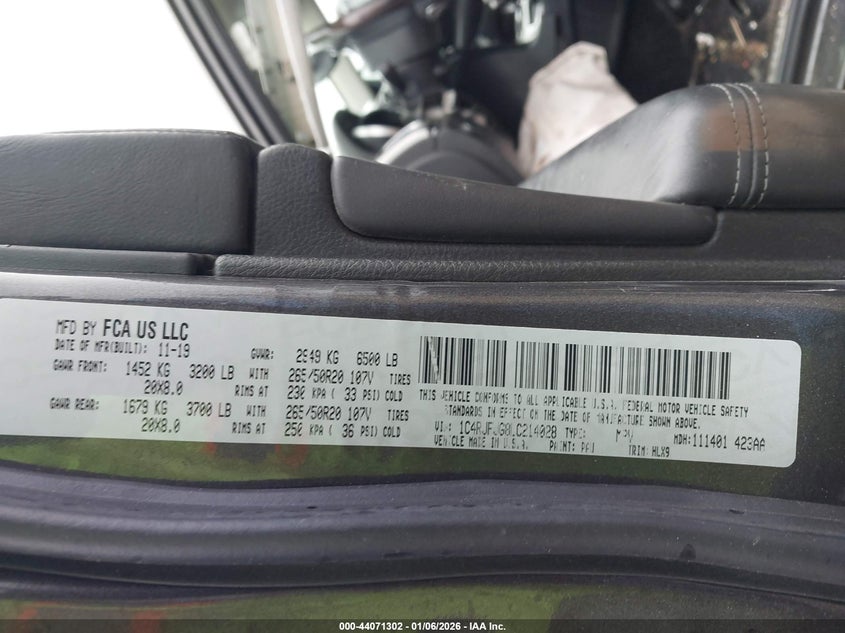 MFD BY FCA US LLC
DATE OF MFR(BUILT): 11-19 GVWR: 2949 KG 6500 LB
GAWR FRONT: 1452 KG 3200 LB WITH 265/50R20 107V TIRES
20X8.0 RIMS AT 230 KPA ( 33 PSI) COLD
GAWR REAR: 1679 KG 3700 LB WITH 265/50R20 107V TIRES
20X8.0 RIMS AT 250 KPA ( 36 PSI) COLD
THIS VEHICLE CONFORMS TO ALL APPLICABLE U.S.A. FEDERAL MOTOR VEHICLE SAFETY
STANDARDS IN EFFECT ON THE DATE OF MANUFACTURE SHOWN ABOVE.
VIN: TYPE: MPV MDH: 111401 423AA
VEHICLE MADE IN U.S.A. PAINT: TRIM: HLX9
000-44071302 | 01/06/2026 - IAA Inc.